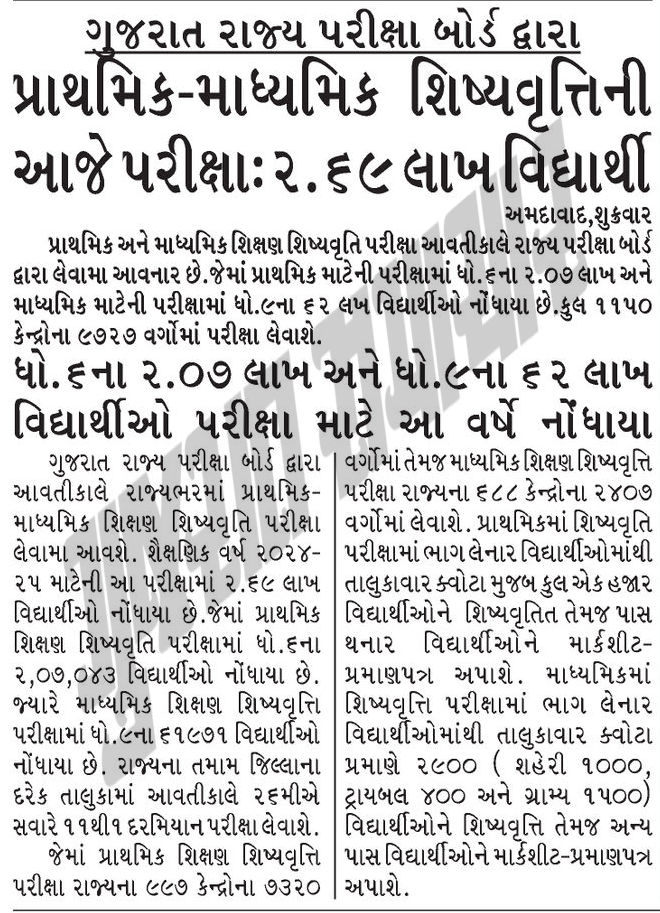 ગુજરાત રાજ્ય પરીક્ષા બોર્ડ દ્વારા
પ્રાથમિક-માધ્યમિક શિષ્યવૃત્તિની
આજે પરીક્ષાઃ ૨.૬૯ લાખ વિદ્યાર્થી
અમદાવાદ,શુક્રવાર
પ્રાથમિક અને માધ્યમિક શિક્ષણ શિષ્યવૃતિ પરીક્ષા આવતીકાલે રાજ્ય પરીક્ષા બોર્ડ
દ્વારા લેવામા આવનાર છે.જેમાં પ્રાથમિક માટેની પરીક્ષામાં ધો.૬ના ૨.૦૭ લાખ અને
માધ્યમિક માટેની પરીક્ષામાં ધો.૯ના ૬૨ લખ વિદ્યાર્થીઓ નોંધાયા છે.કુલ ૧૧૫૦
કેન્દ્રોના ૯૭૨૭ વર્ગોમાં પરીક્ષા લેવાશે.
ધો.૬ના ૨.૦૭ લાખ અને ધો.૯ના ૬૨ લાખ
વિદ્યાર્થીઓ પરીક્ષા માટે આ વર્ષે નોંધાયા
ગુજરાત રાજ્ય પરીક્ષા બોર્ડ દ્વારા
આવતીકાલે રાજ્યભરમાં પ્રાથમિક-
માધ્યમિક શિક્ષણ શિષ્યવૃતિ પરીક્ષા
લેવામા આવશે. શૈક્ષણિક વર્ષ ૨૦૨૪-
૨૫ માટેની આ પરીક્ષામાં ૨.૬૯ લાખ
વિદ્યાર્થીઓ નોંધાયા છે.જેમાં પ્રાથમિક
શિક્ષણ શિષ્યવૃતિ પરીક્ષામાં ધો.૬ના
૨,૦૭,૦૪૩ વિદ્યાર્થીઓ નોંધાયા છે.
જ્યારે માધ્યમિક શિક્ષણ શિષ્યવૃત્તિ
પરીક્ષામાં ધો.૯ના ૬૧૯૭૧ વિદ્યાર્થીઓ
નોંધાયા છે. રાજ્યના તમામ જિલ્લાના
દરેક તાલુકામાં આવતીકાલે ૨૬મીએ
સવારે ૧૧થી૧ દરમિયાન પરીક્ષા લેવાશે.
જેમાં પ્રાથમિક શિક્ષણ શિષ્યવૃત્તિ
પરીક્ષા રાજ્યના ૯૯૭ કેન્દ્રોના ૭૩૨૦
વર્ગોમાં તેમજ માધ્યમિક શિક્ષણ શિષ્યવૃત્તિ
પરીક્ષા રાજ્યના ૬૮૮ કેન્દ્રોના ૨૪૦૭
વર્ગોમાં લેવાશે. પ્રાથમિકમાં શિષ્યવૃતિ
પરીક્ષામાં ભાગ લેનાર વિદ્યાર્થીઓમાંથી
તાલુકાવાર ક્વોટા મુજબ કુલ એક હજાર
વિદ્યાર્થીઓને શિષ્યવૃતિત તેમજ પાસ
થનાર વિદ્યાર્થીઓને માર્કશીટ-
પ્રમાણપત્ર અપાશે. માધ્યમિકમાં
શિષ્યવૃત્તિ પરીક્ષામાં ભાગ લેનાર
વિદ્યાર્થીઓમાંથી તાલુકાવાર ક્વોટા
પ્રમાણે ૨૯૦૦ ( શહેરી ૧૦૦૦,
ટ્રાયબલ ૪૦૦ અને ગ્રામ્ય ૧૫૦૦)
વિદ્યાર્થીઓને શિષ્યવૃત્તિ તેમજ અન્ય
પાસ વિદ્યાર્થીઓને માર્કશીટ-પ્રમાણપત્ર
અપાશે.